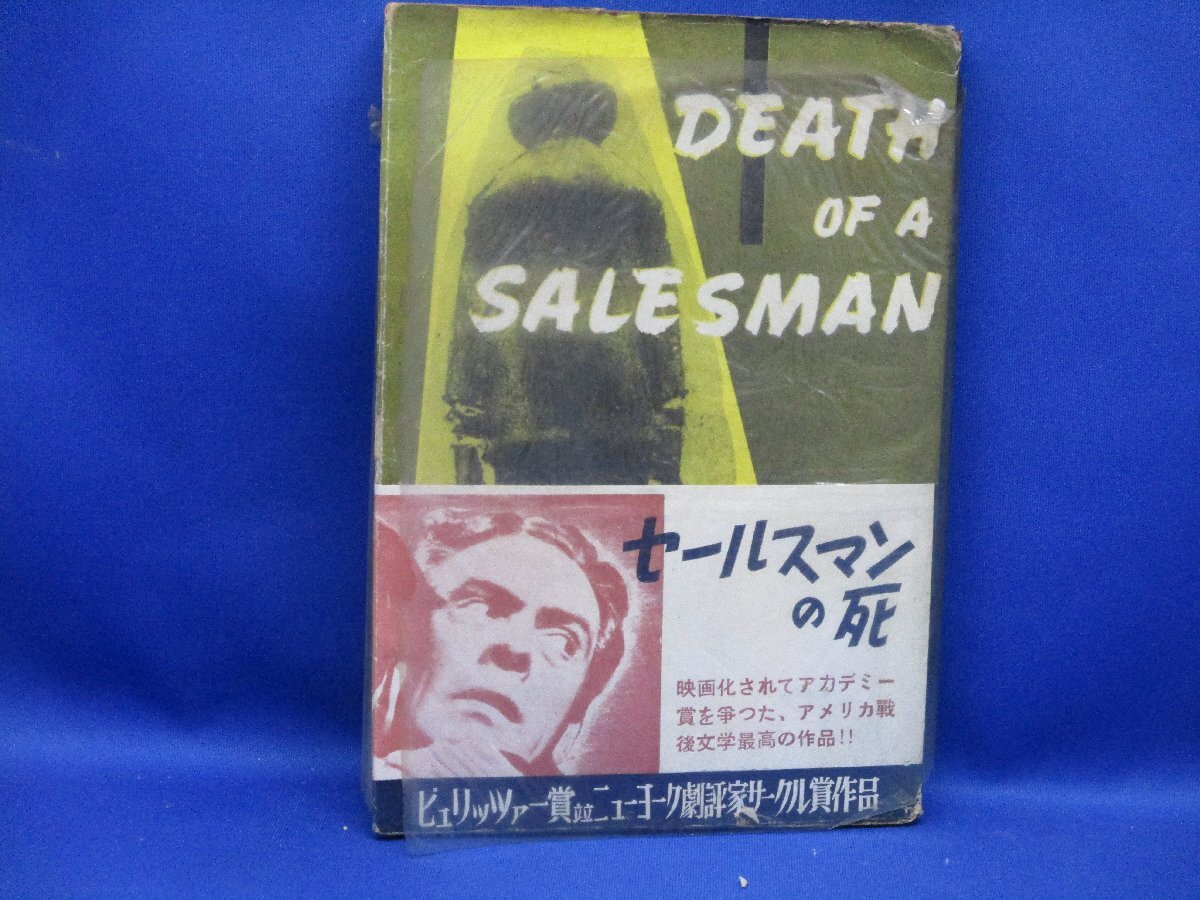 DEATH
OF A
SALESMAN
セールスマン
の死
映画化されてアカデミー
賞を爭つた、アメリカ戰
後文学最高の作品!!
ピュリッツァー賞竝ニューヨーク劇評家サークル賞作品